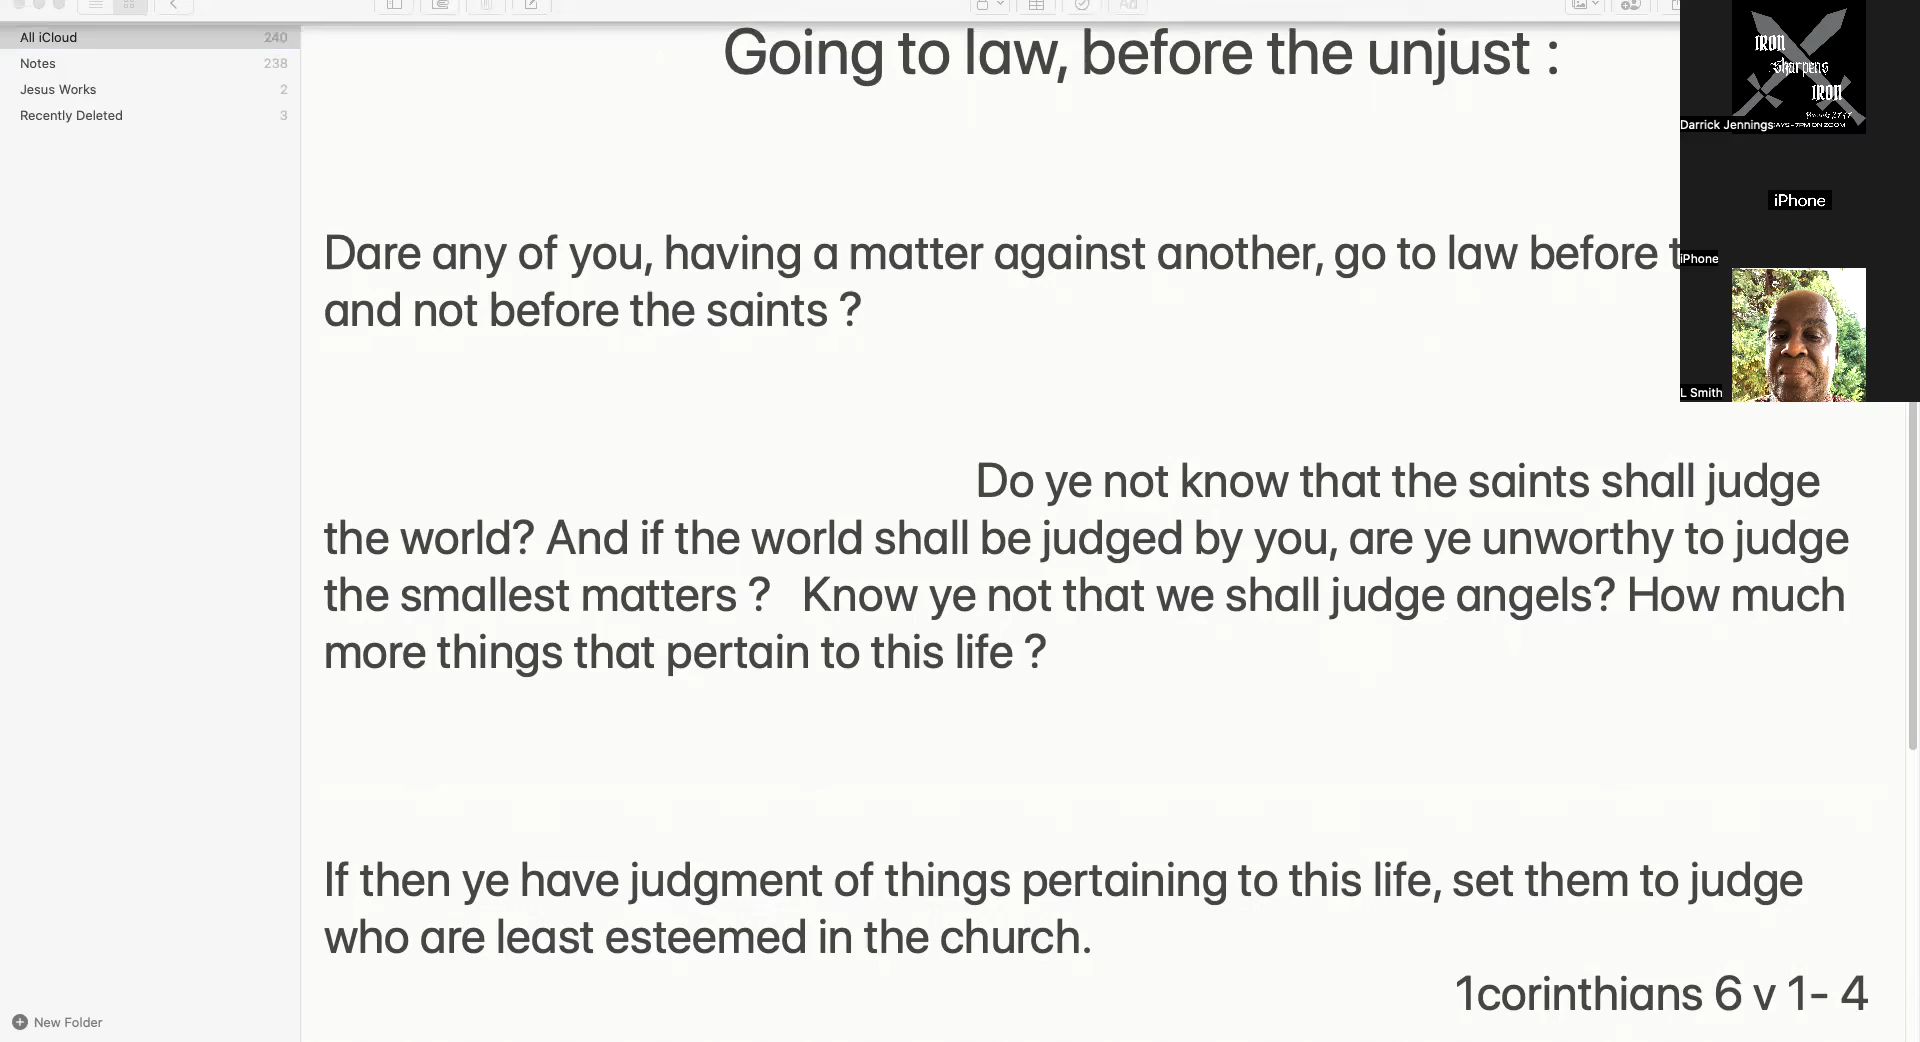 All iCloud 240
Notes 238
Jesus Works 2
Recently Deleted 3
New Folder
Going to law, before the unjust :
Dare any of you, having a matter against another, go to law before t
and not before the saints ?
Do ye not know that the saints shall judge
the world? And if the world shall be judged by you, are ye unworthy to judge
the smallest matters ? Know ye not that we shall judge angels? How much
more things that pertain to this life ?
If then ye have judgment of things pertaining to this life, set them to judge
who are least esteemed in the church.
1corinthians 6 v 1- 4
IRON
Sharpens
IRON
Darrick Jennings
7PM ON ZOOM
iPhone
iPhone
L Smith